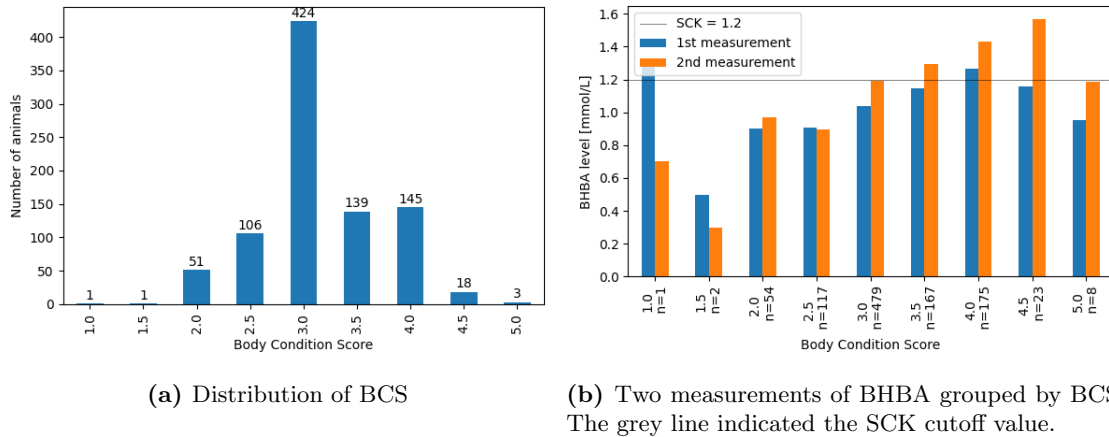 424
400
350
300
250
200
150
100
50
0
Number of animals
1
1
51
106
139
145
18
3
1.0
1.5
2.0
2.5
3.0
3.5
4.0
4.5
5.0
Body Condition Score
(a) Distribution of BCS
1.6
1.4
1.2
1.0
0.8
0.6
0.4
0.2
0.0
BHBA level [mmol/L]
SCK = 1.2
1st measurement
2nd measurement
1.0
n=1
1.5
n=2
2.0
n=54
2.5
n=117
3.0
n=479
3.5
n=167
4.0
n=175
4.5
n=23
5.0
n=8
Body Condition Score
(b) Two measurements of BHBA grouped by BCS
The grey line indicated the SCK cutoff value.